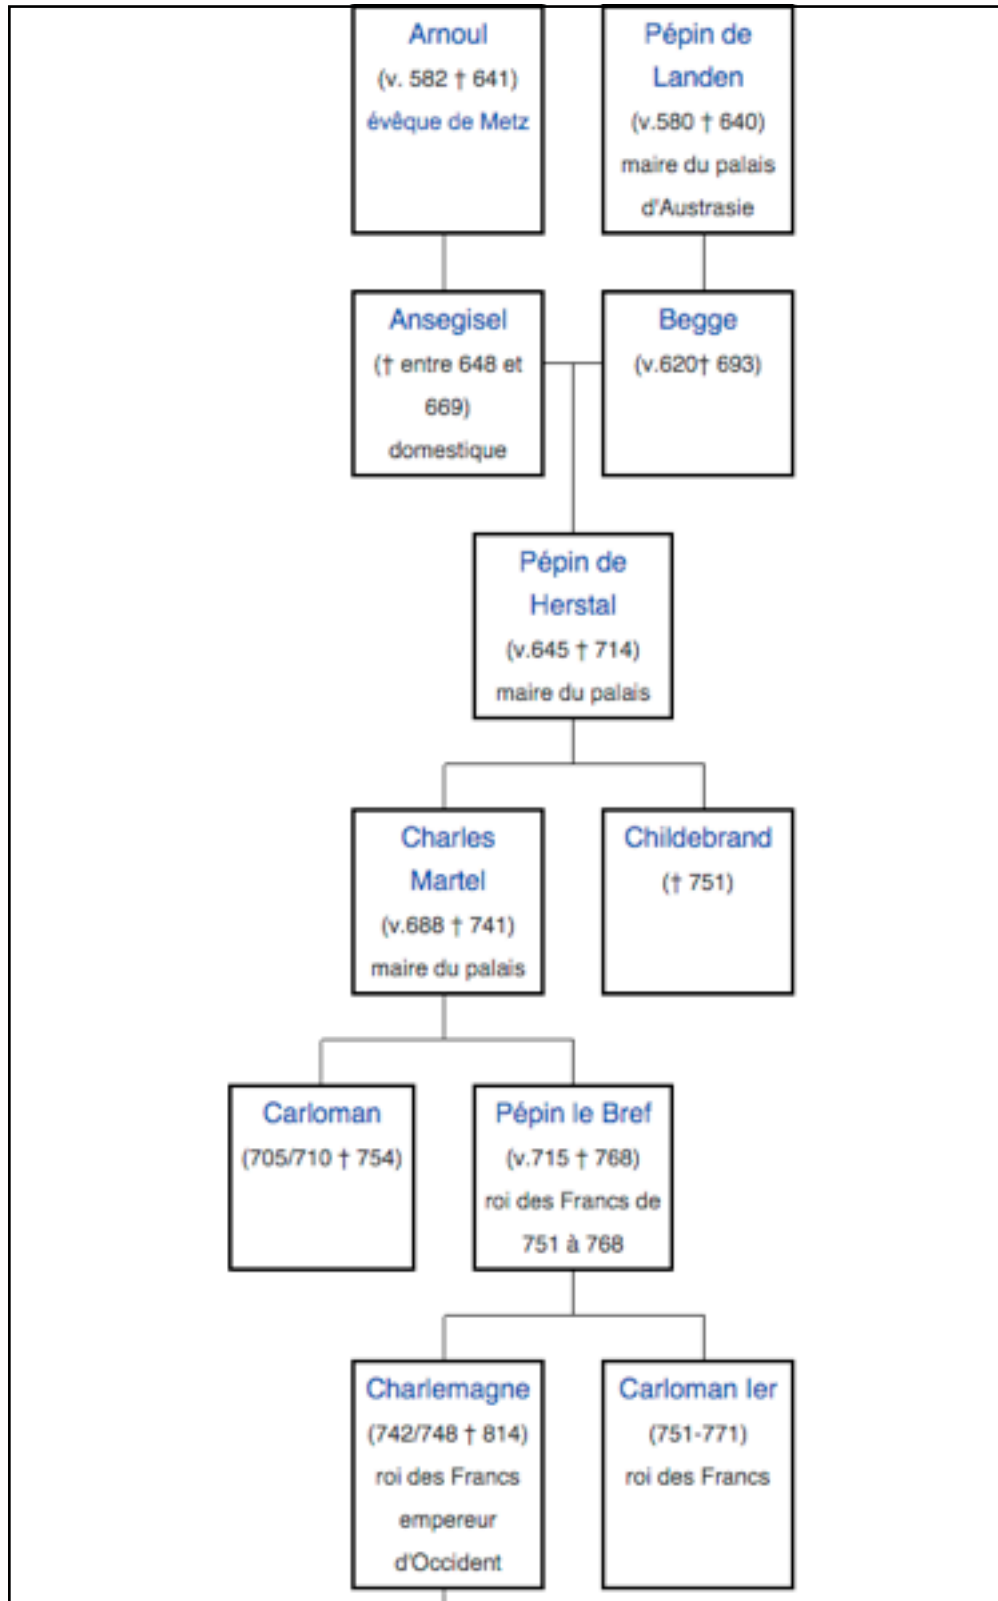 Arnoul
(v. 582 † 641)
évêque de Metz
Pépin de
Landen
(v.580 † 640)
maire du palais
d'Austrasie
Ansegisel
(† entre 648 et
669)
domestique
Begge
(v.620† 693)
Pépin de
Herstal
(v.645 † 714)
maire du palais
Charles
Martel
(v.688 † 741)
maire du palais
Childebrand
(† 751)
Carloman
(705/710 † 754)
Pépin le Bref
(v.715 † 768)
roi des Francs de
751 à 768
Charlemagne
(742/748 † 814)
roi des Francs
empereur
d'Occident
Carloman Ier
(751-771)
roi des Francs